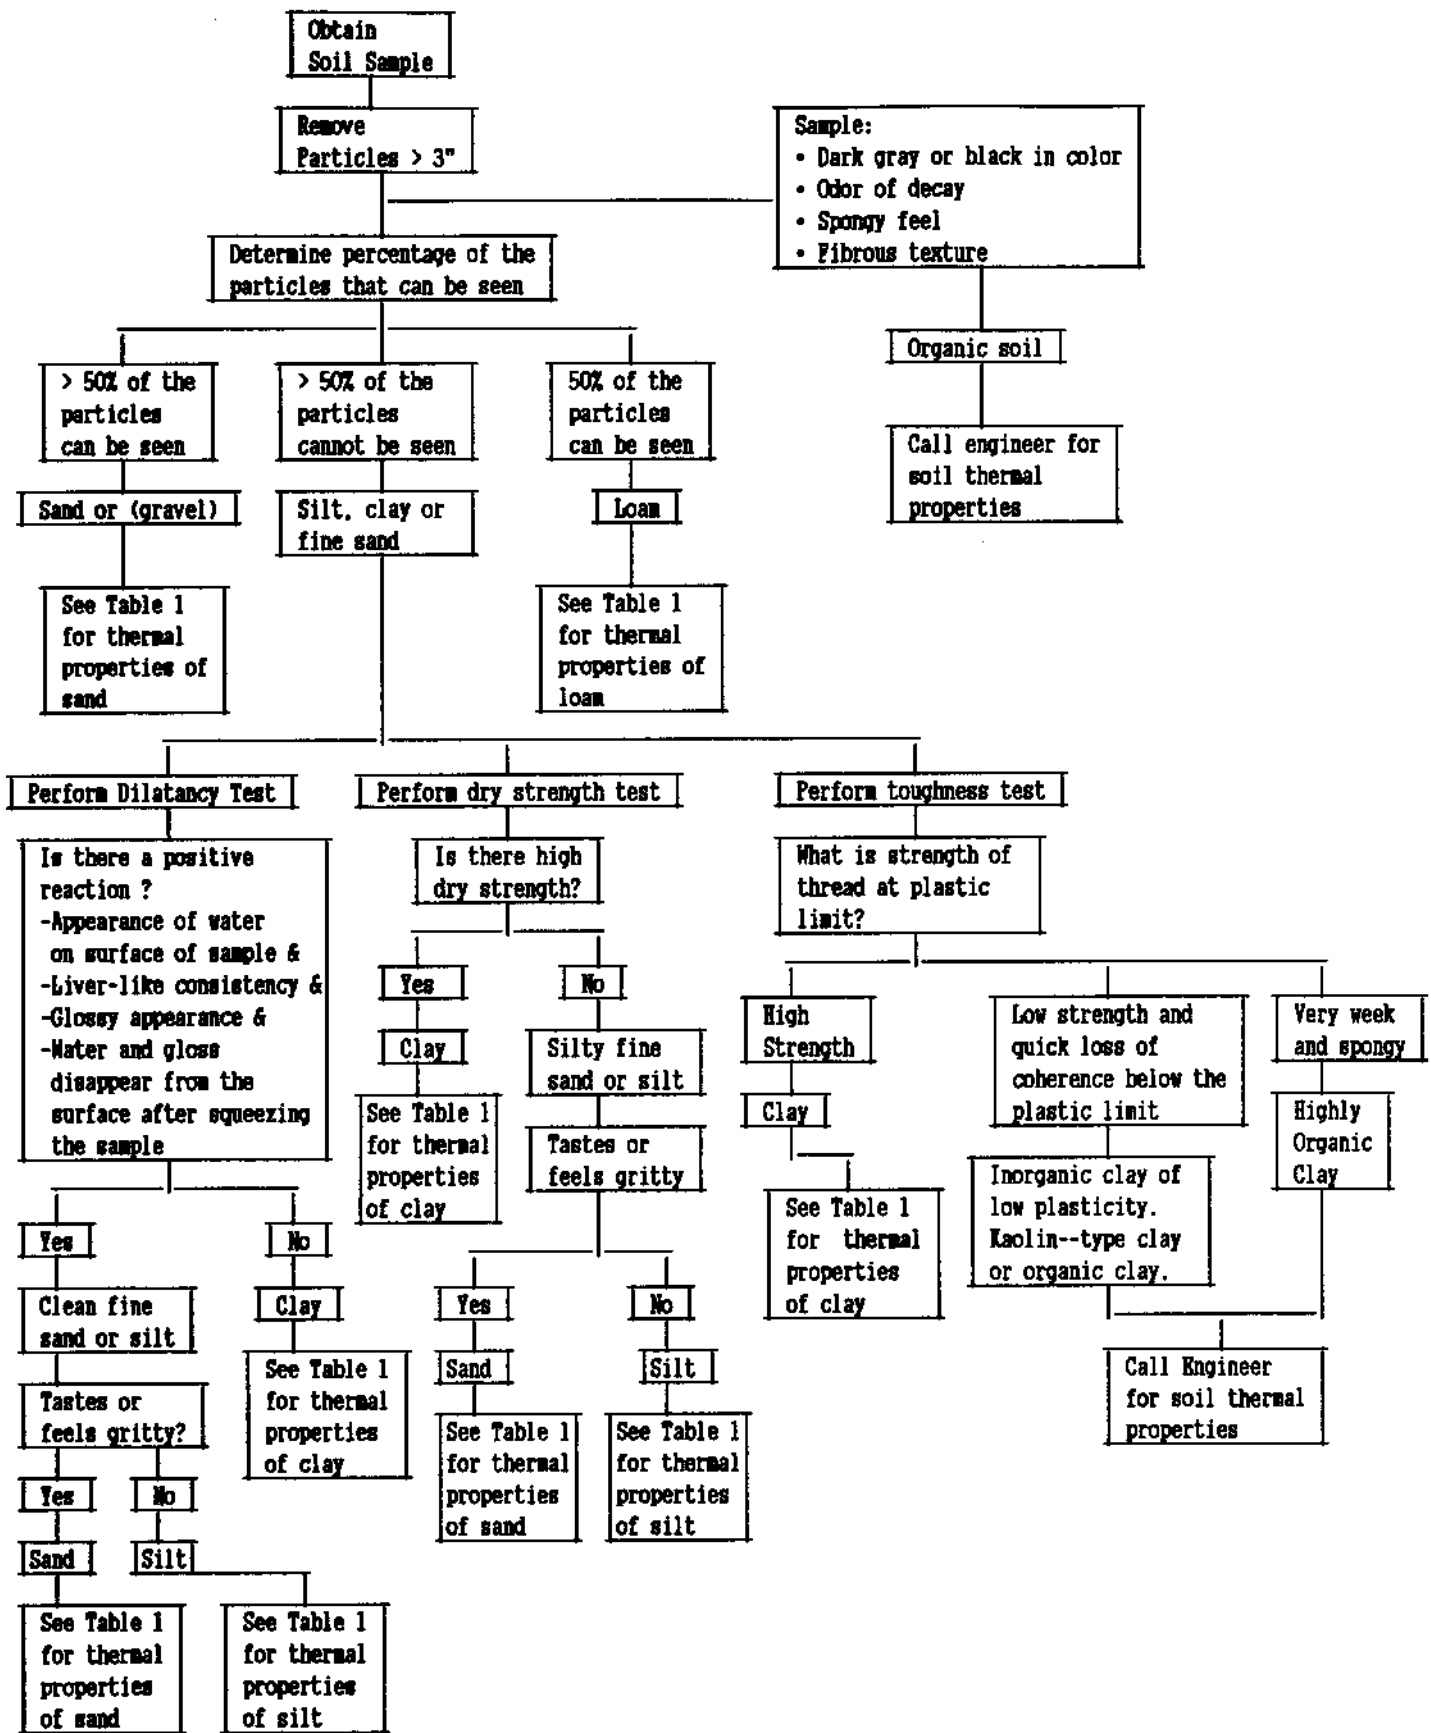 Obtain
Soil Sample
Remove
Particles > 3"
Sample:
• Dark gray or black in color
• Odor of decay
• Spongy feel
• Fibrous texture
Determine percentage of the
particles that can be seen
Organic soil
Call engineer for
soil thermal
properties
> 50% of the
particles
can be seen
> 50% of the
particles
cannot be seen
50% of the
particles
can be seen
Sand or (gravel)
Silt, clay or
fine sand
Loam
See Table 1
for thermal
properties of
sand
See Table 1
for thermal
properties of
loam
Perform Dilatancy Test
Perform dry strength test
Perform toughness test
Is there a positive
reaction ?
-Appearance of water
on surface of sample &
-Liver-like consistency &
-Glossy appearance &
-Water and gloss
disappear from the
surface after squeezing
the sample
Is there high
dry strength?
What is strength of
thread at plastic
limit?
Yes
No
Clay
Silty fine
sand or silt
See Table 1
for thermal
properties
of clay
Tastes or
feels gritty
High
Strength
Low strength and
quick loss of
coherence below the
plastic limit
Very week
and spongy
Clay
Highly
Organic
Clay
See Table 1
for thermal
properties
of clay
Inorganic clay of
low plasticity.
Kaolin--type clay
or organic clay.
Call Engineer
for soil thermal
properties
Yes
No
Clean fine
sand or silt
Clay
Tastes or
feels gritty?
See Table 1
for thermal
properties
of clay
Yes
No
Sand
Silt
See Table 1
for thermal
properties
of sand
See Table 1
for thermal
properties
of silt
Yes
No
Sand
Silt
See Table 1
for thermal
properties
of sand
See Table 1
for thermal
properties
of silt